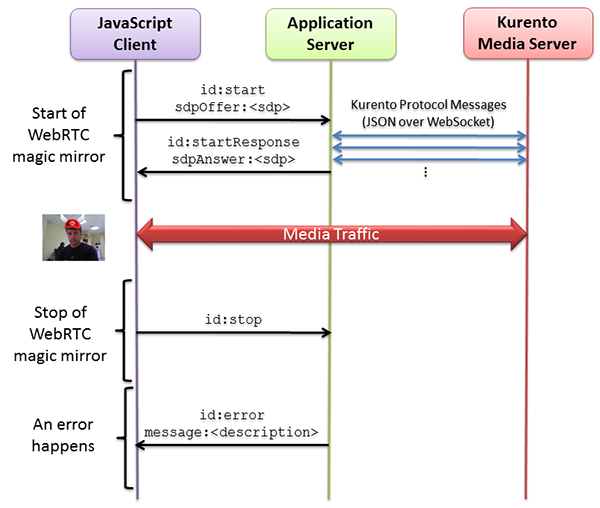 JavaScript
Client
Application
Server
Kurento
Media Server
Start of
WebRTC
magic mirror
id:start
sdpOffer:<sdp>
Kurento Protocol Messages
(JSON over WebSocket)
id:startResponse
sdpAnswer:<sdp>
...
Media Traffic
Stop of
WebRTC
magic mirror
id:stop
An error
happens
id:error
message:<description>